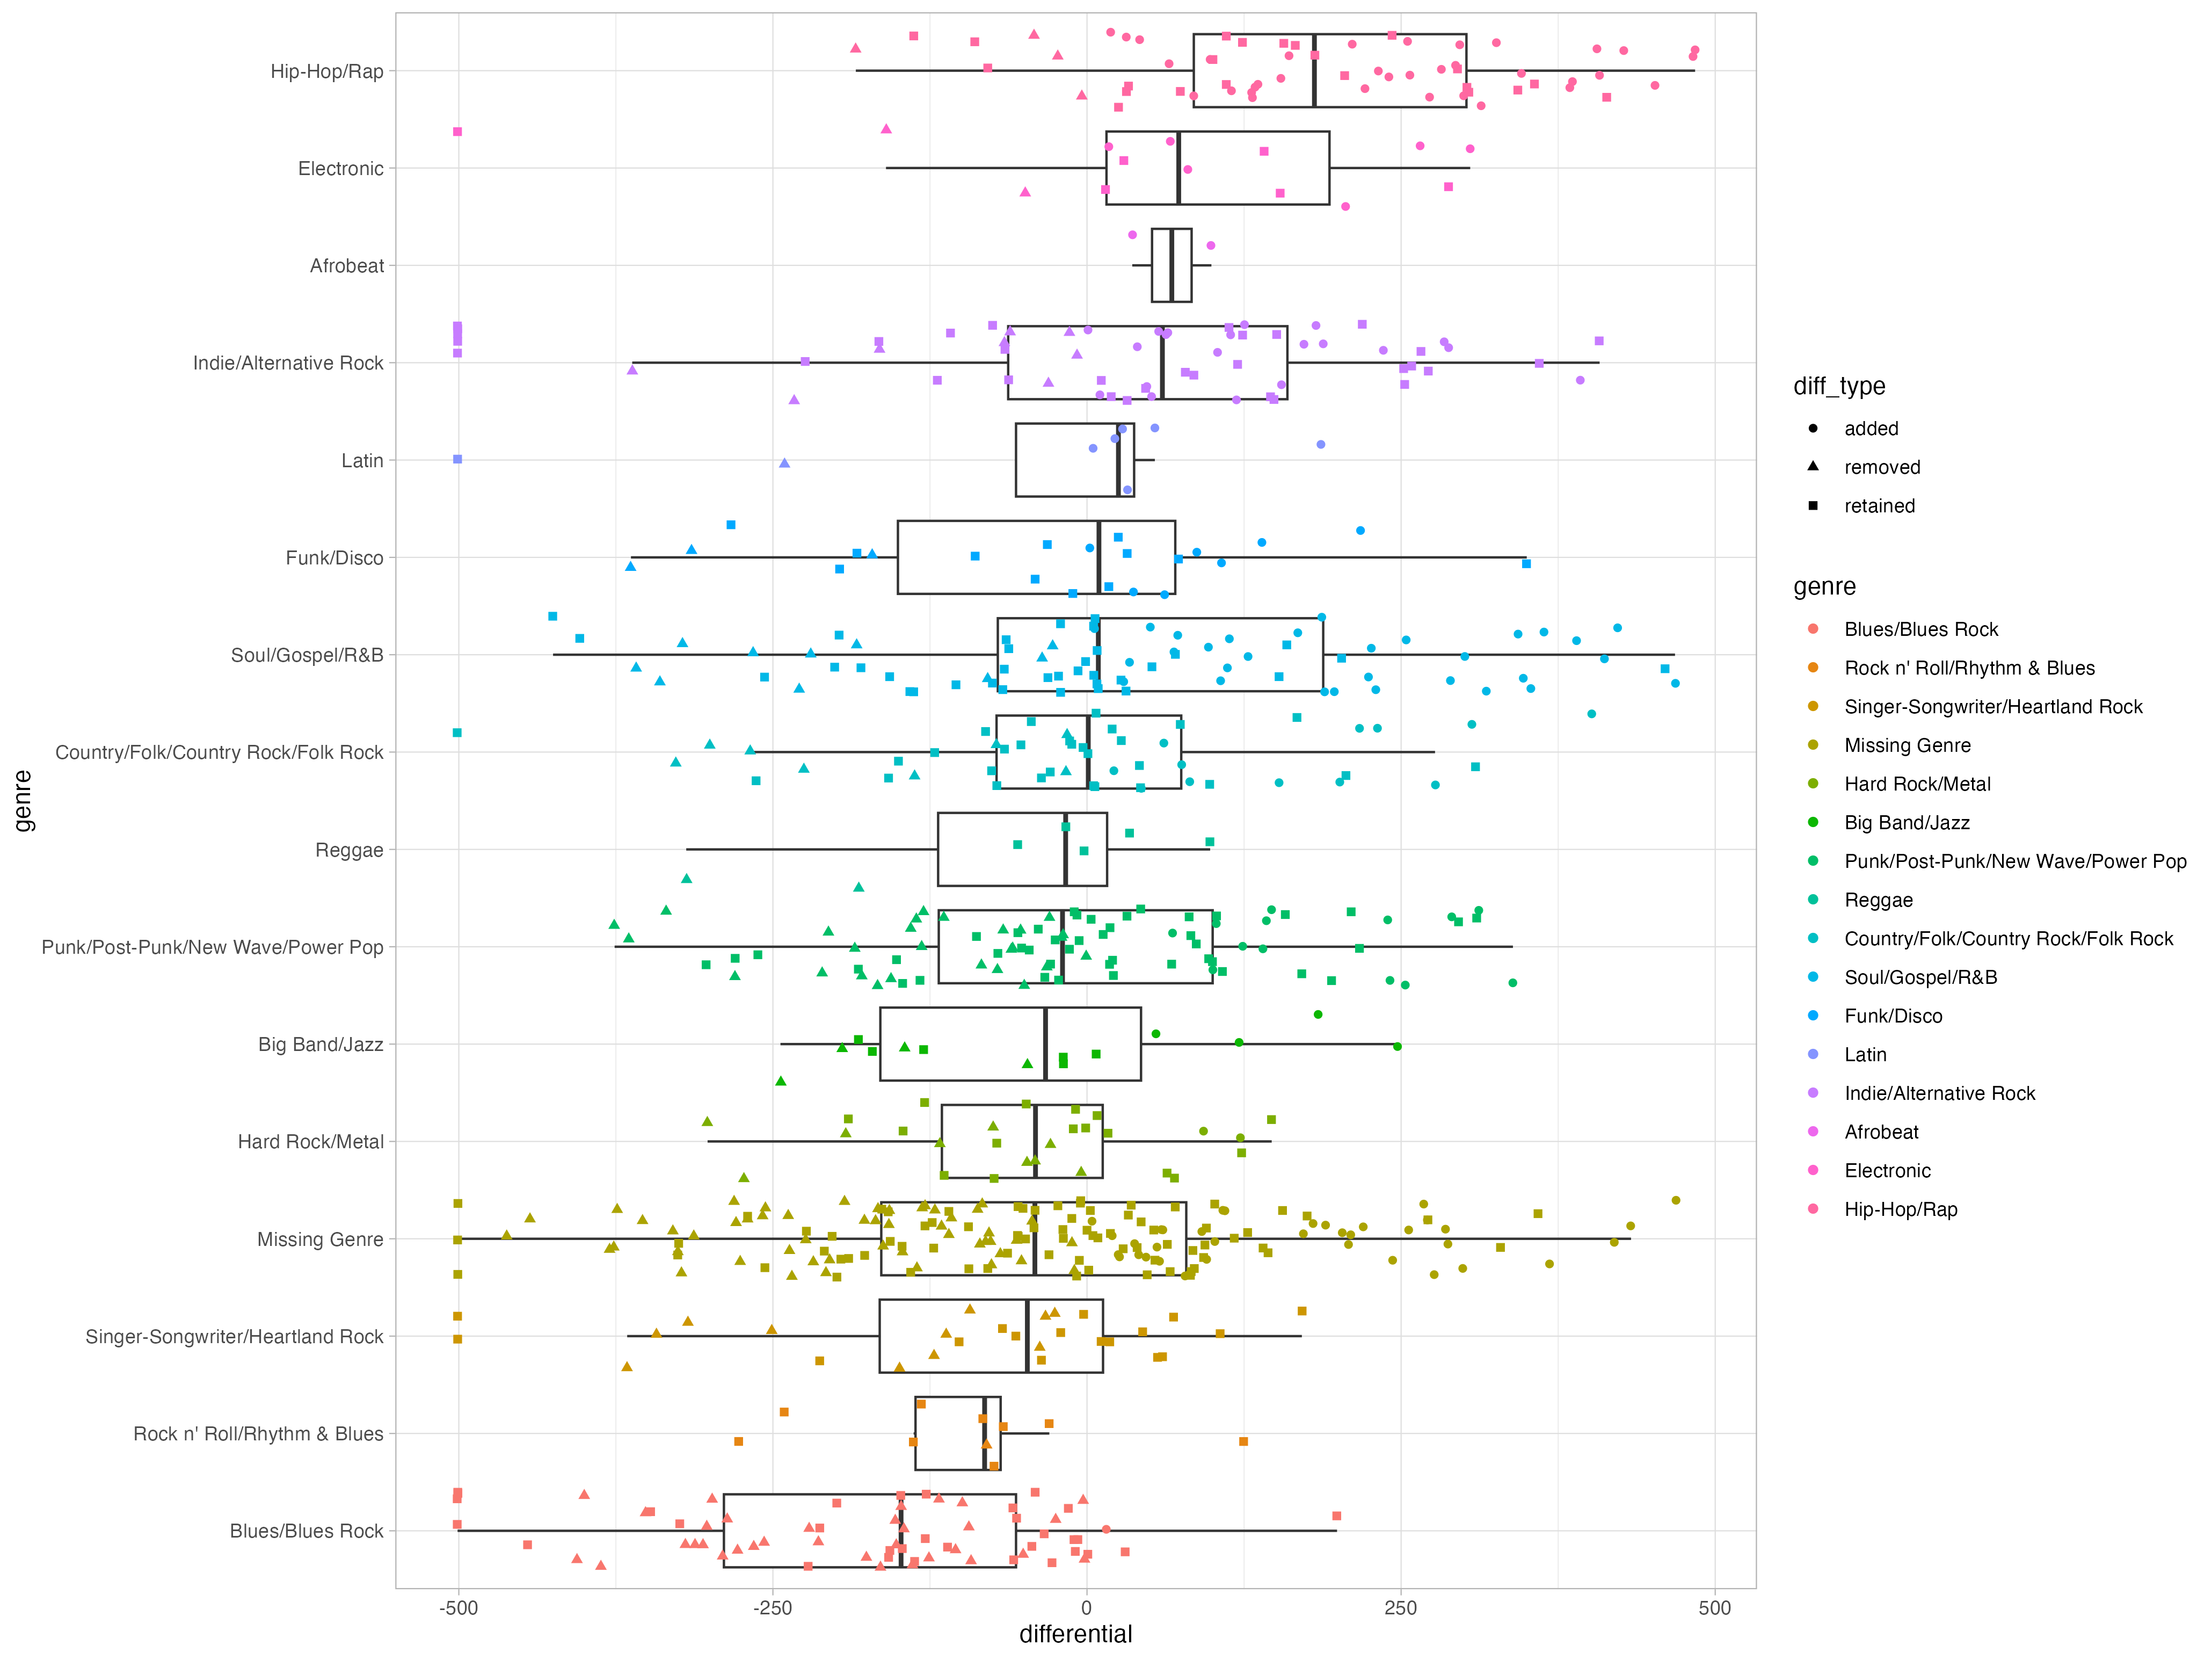 genre
Hip-Hop/Rap
Electronic
Afrobeat
Indie/Alternative Rock
Latin
Funk/Disco
Soul/Gospel/R&B
Country/Folk/Country Rock/Folk Rock
Reggae
Punk/Post-Punk/New Wave/Power Pop
Big Band/Jazz
Hard Rock/Metal
Missing Genre
Singer-Songwriter/Heartland Rock
Rock n' Roll/Rhythm & Blues
Blues/Blues Rock
-500 -250 0 250 500
differential
diff_type
added
removed
retained
genre
Blues/Blues Rock
Rock n' Roll/Rhythm & Blues
Singer-Songwriter/Heartland Rock
Missing Genre
Hard Rock/Metal
Big Band/Jazz
Punk/Post-Punk/New Wave/Power Pop
Reggae
Country/Folk/Country Rock/Folk Rock
Soul/Gospel/R&B
Funk/Disco
Latin
Indie/Alternative Rock
Afrobeat
Electronic
Hip-Hop/Rap